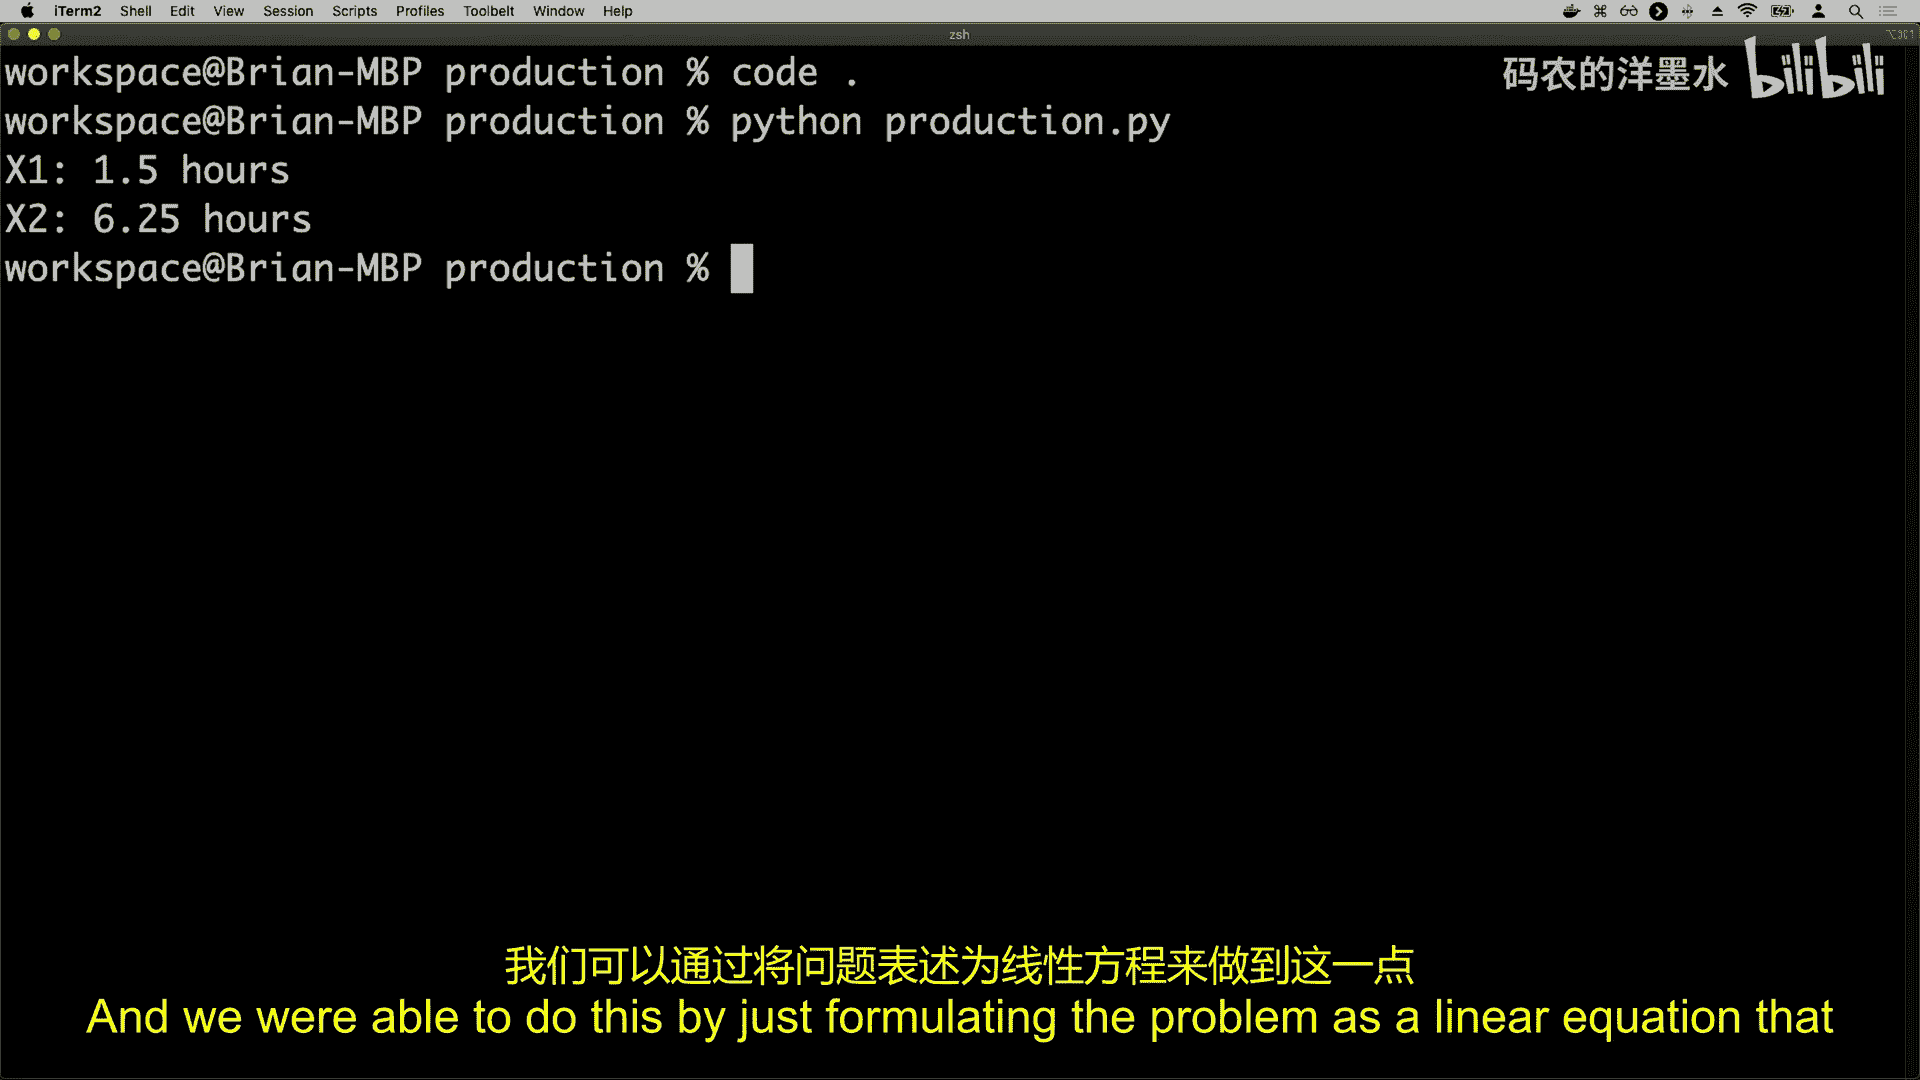 iTerm2 Shell Edit View Session Scripts Profiles Toolbelt Window Help
zsh
workspace@Brian-MBP production % code .
码农的洋墨水 bilibili
workspace@Brian-MBP production % python production.py
X1: 1.5 hours
X2: 6.25 hours
workspace@Brian-MBP production %
我们可以通过将问题表述为线性方程来做到这一点
And we were able to do this by just formulating the problem as a linear equation that